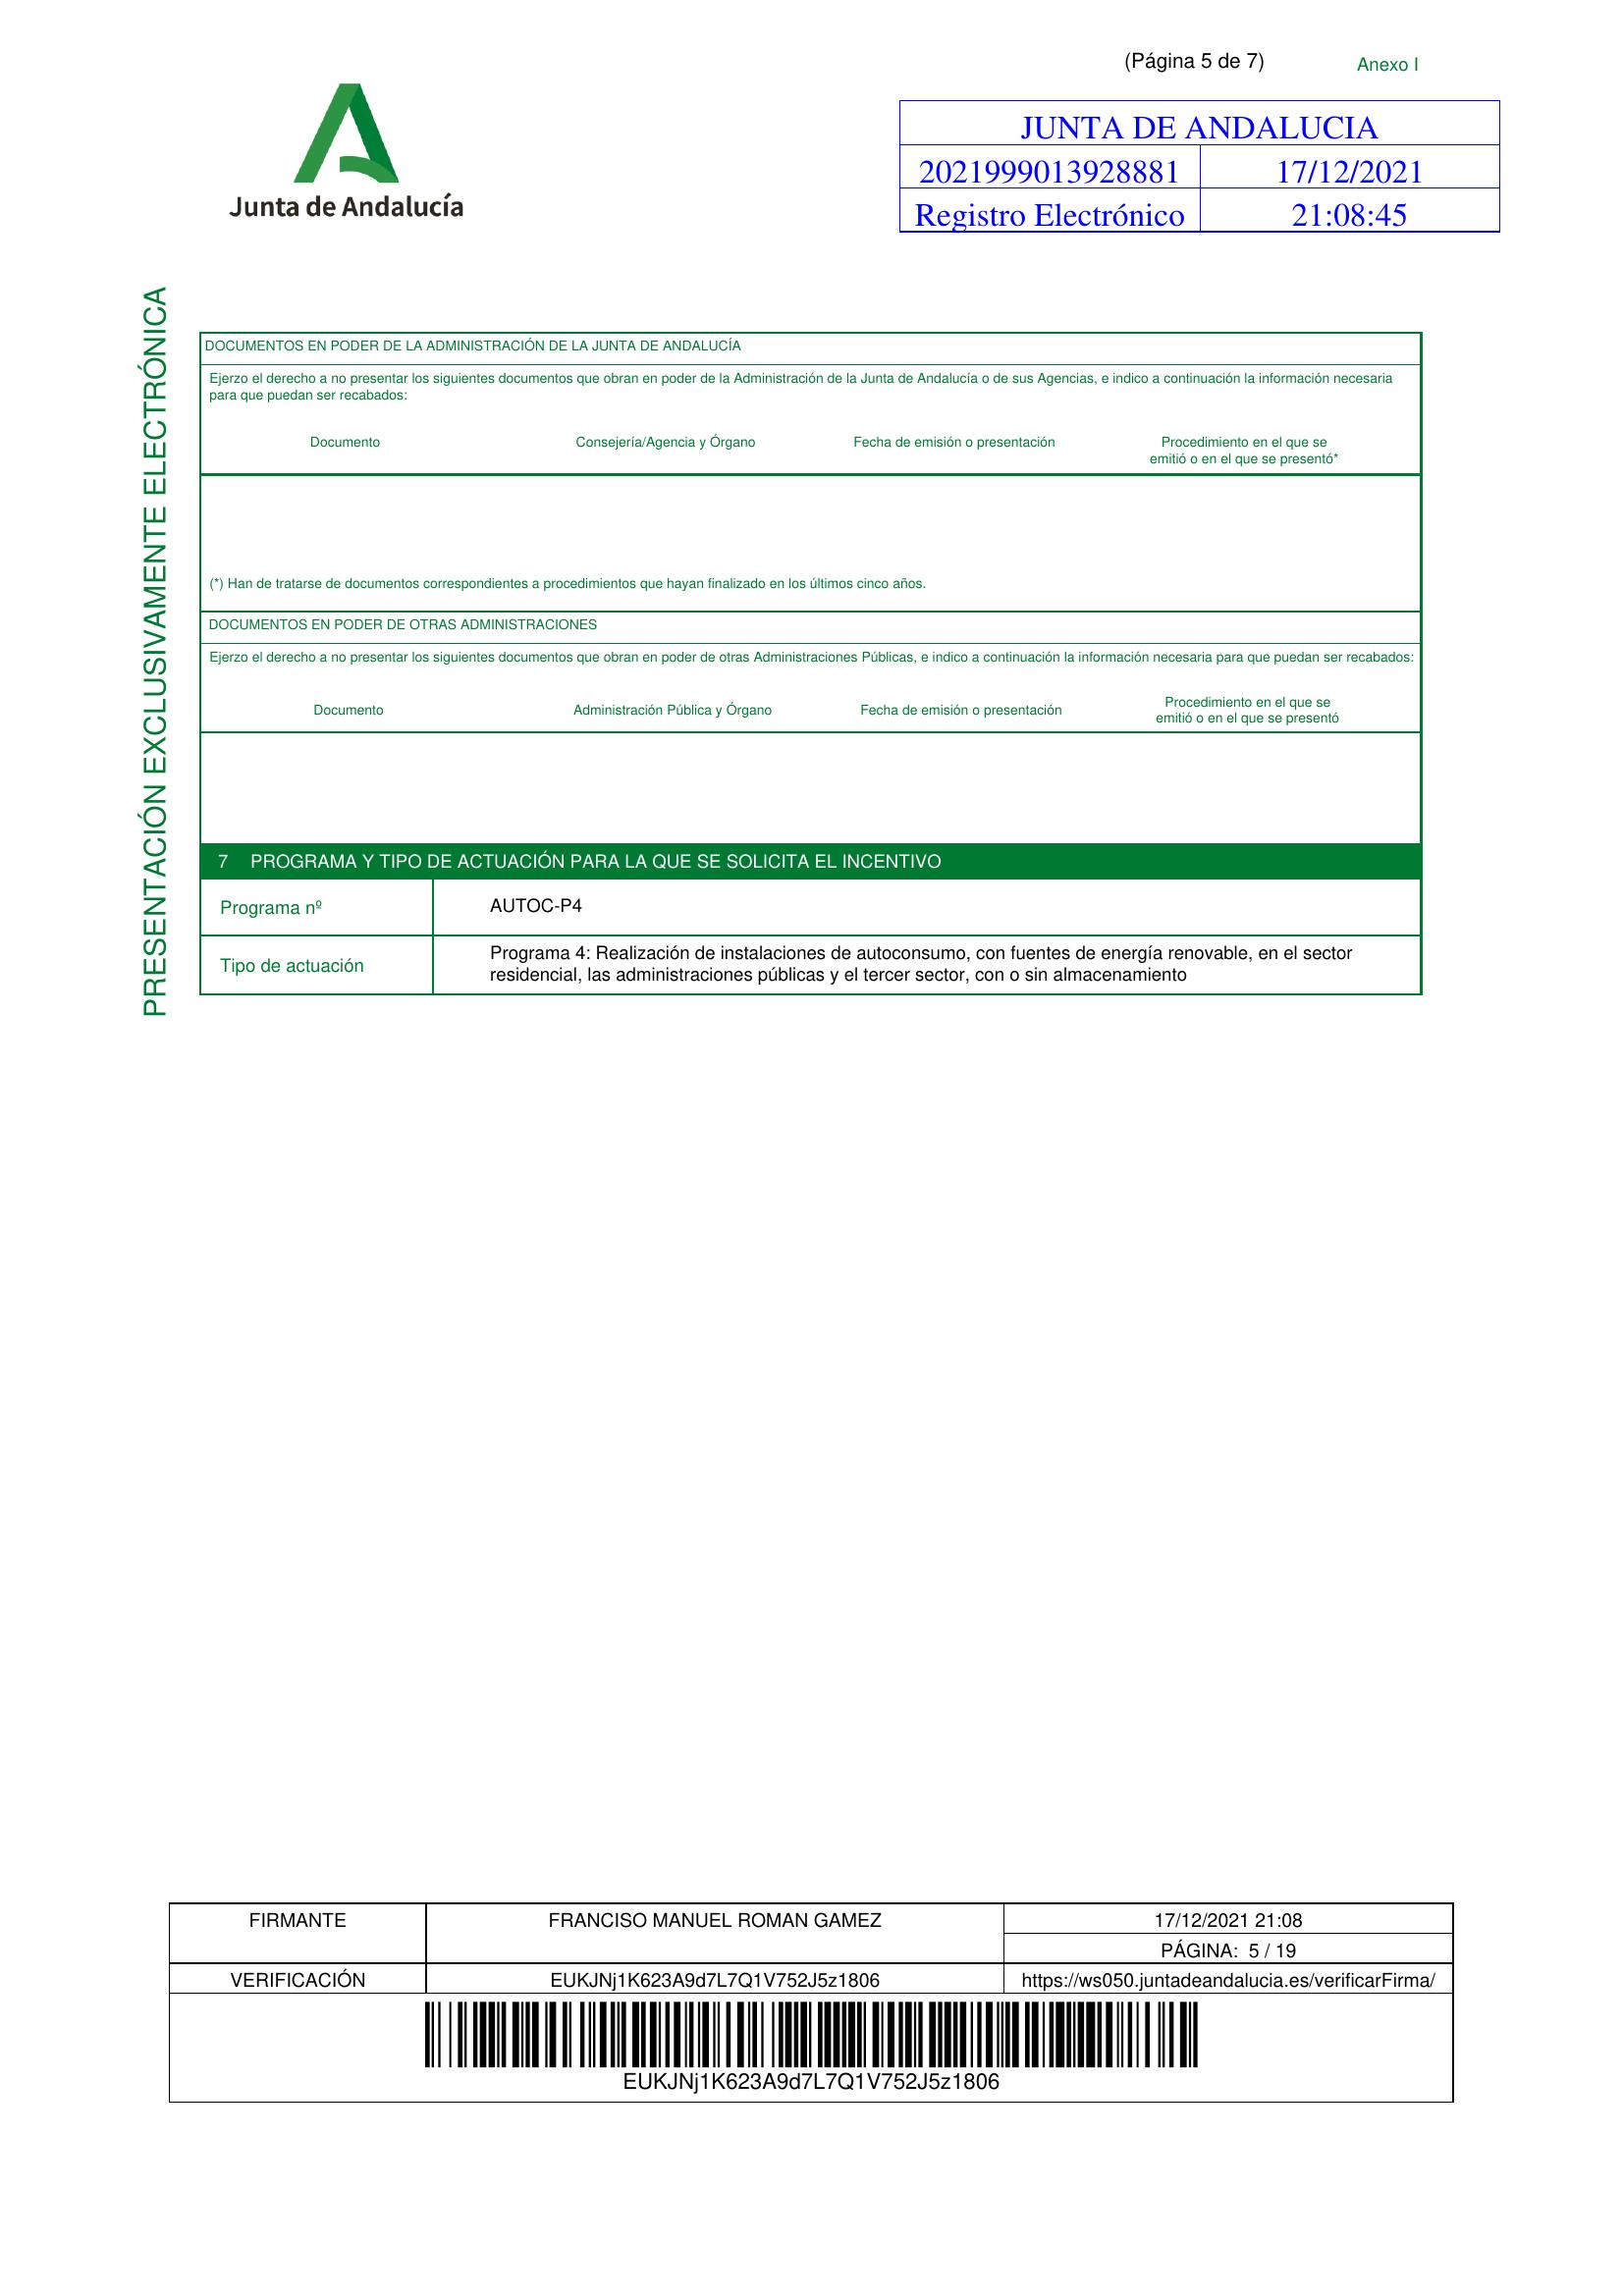 (Página 5 de 7)
Anexo I
Junta de Andalucía
JUNTA DE ANDALUCIA
2021999013928881 17/12/2021
Registro Electrónico 21:08:45
PRESENTACIÓN EXCLUSIVAMENTE ELECTRÓNICA
DOCUMENTOS EN PODER DE LA ADMINISTRACIÓN DE LA JUNTA DE ANDALUCÍA
Ejerzo el derecho a no presentar los siguientes documentos que obran en poder de la Administración de la Junta de Andalucía o de sus Agencias, e indico a continuación la información necesaria
para que puedan ser recabados:
Documento Consejería/Agencia y Órgano Fecha de emisión o presentación Procedimiento en el que se
emitió o en el que se presentó*
(*) Han de tratarse de documentos correspondientes a procedimientos que hayan finalizado en los últimos cinco años.
DOCUMENTOS EN PODER DE OTRAS ADMINISTRACIONES
Ejerzo el derecho a no presentar los siguientes documentos que obran en poder de otras Administraciones Públicas, e indico a continuación la información necesaria para que puedan ser recabados:
Documento Administración Pública y Órgano Fecha de emisión o presentación Procedimiento en el que se
emitió o en el que se presentó
7 PROGRAMA Y TIPO DE ACTUACIÓN PARA LA QUE SE SOLICITA EL INCENTIVO
Programa nº AUTOC-P4
Tipo de actuación Programa 4: Realización de instalaciones de autoconsumo, con fuentes de energía renovable, en el sector
residencial, las administraciones públicas y el tercer sector, con o sin almacenamiento
FIRMANTE FRANCISO MANUEL ROMAN GAMEZ 17/12/2021 21:08
PÁGINA: 5 / 19
VERIFICACIÓN EUKJNj1K623A9d7L7Q1V752J5z1806 https://ws050.juntadeandalucia.es/verificarFirma/
EUKJNj1K623A9d7L7Q1V752J5z1806